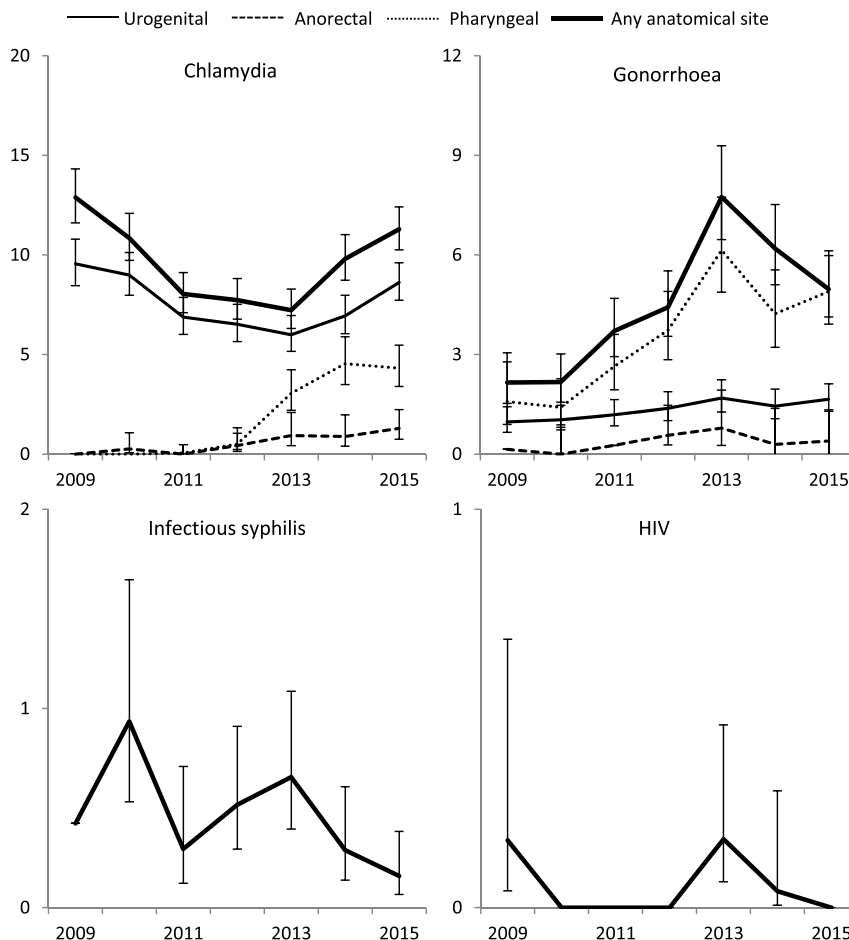 Urogenital Anorectal Pharyngeal Any anatomical site
Chlamydia
20
15
10
5
0
2009 2011 2013 2015
Gonorrhoea
12
9
6
3
0
2009 2011 2013 2015
Infectious syphilis
2
1
0
2009 2011 2013 2015
HIV
1
0
2009 2011 2013 2015